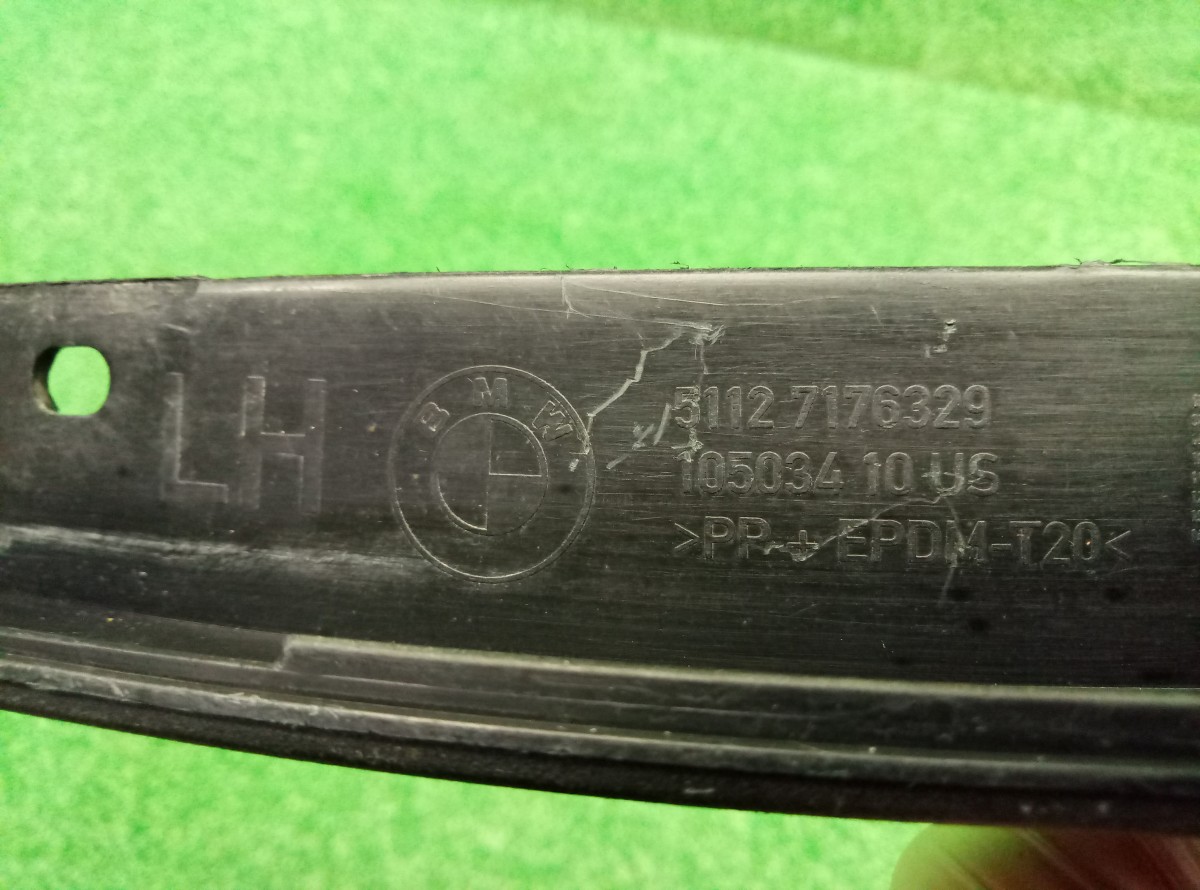 LH
BMW
5112 7176329
105034 10 US
>PP + EPDM-T20<